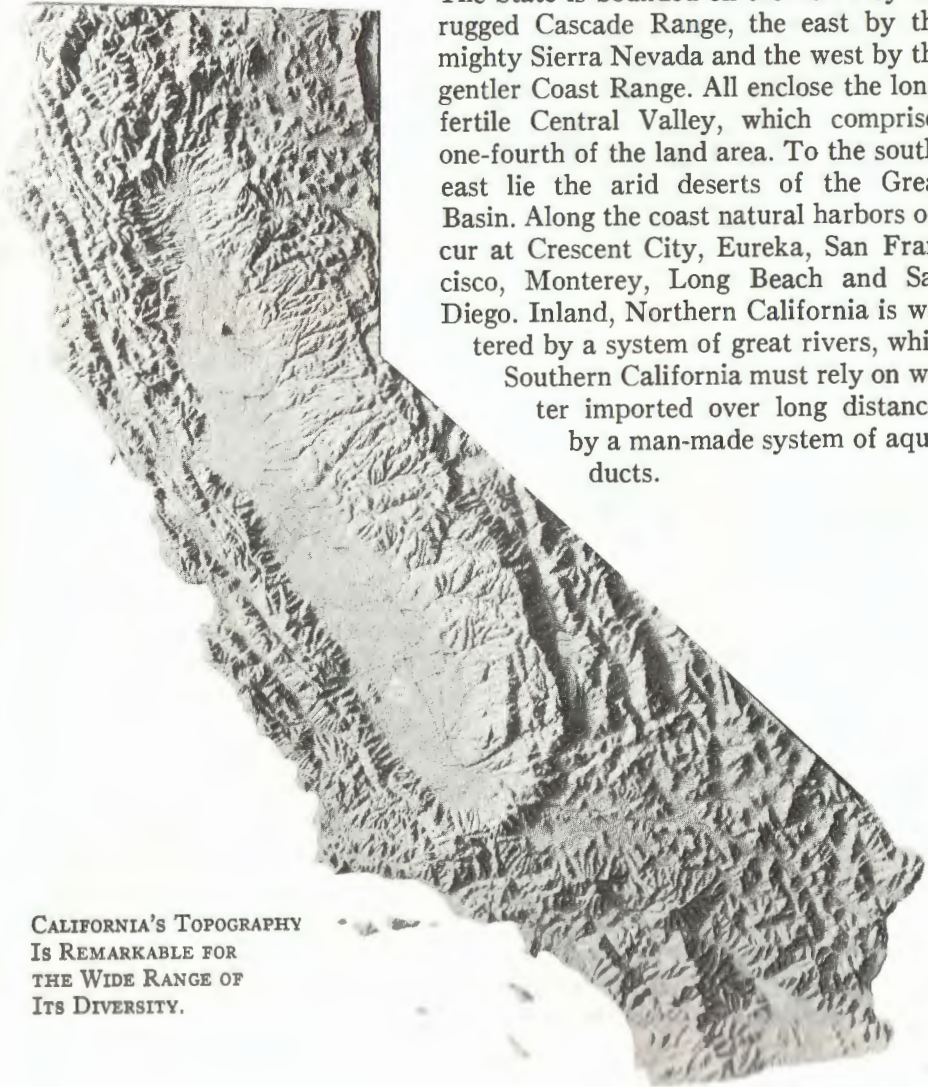 rugged Cascade Range, the east by th
mighty Sierra Nevada and the west by th
gentler Coast Range. All enclose the lon
fertile Central Valley, which compris
one-fourth of the land area. To the south
east lie the arid deserts of the Grea
Basin. Along the coast natural harbors o
cur at Crescent City, Eureka, San Fran
cisco, Monterey, Long Beach and Sa
Diego. Inland, Northern California is w
tered by a system of great rivers, whi
Southern California must rely on w
ter imported over long distanc
by a man-made system of aque
ducts.
CALIFORNIA'S TOPOGRAPHY
IS REMARKABLE FOR
THE WIDE RANGE OF
ITS DIVERSITY.